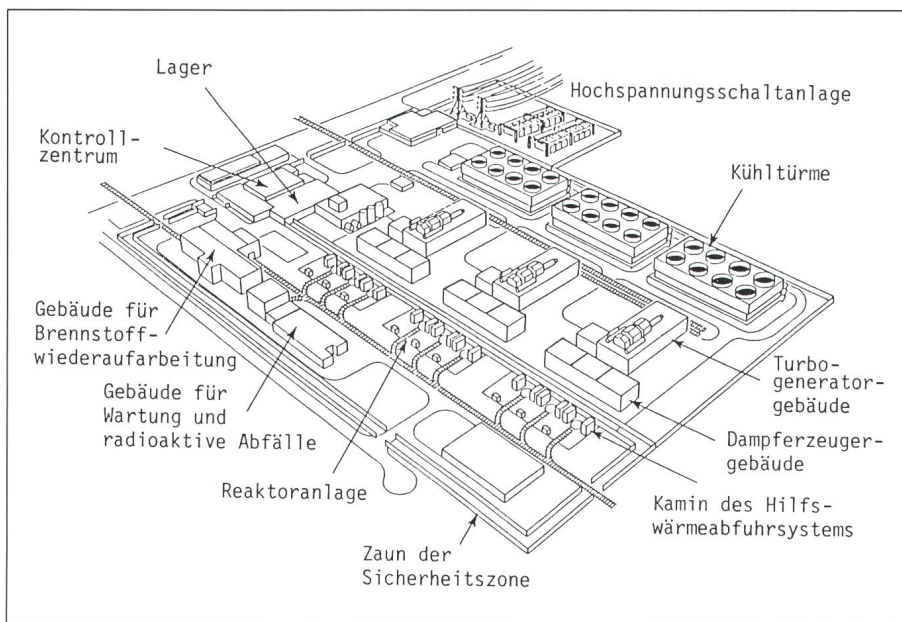 Lager
Hochspannungsschaltanlage
Kontroll-
zentrum
Kühltürme
Gebäude für
Brennstoff-
wiederaufarbeitung
Gebäude für
Wartung und
radioaktive Abfälle
Reaktoranlage
Zaun der
Sicherheitszone
Turbo-
generator-
gebäude
Dampferzeuger-
gebäude
Kamin des Hilfs-
wärmeabfuhrsystems